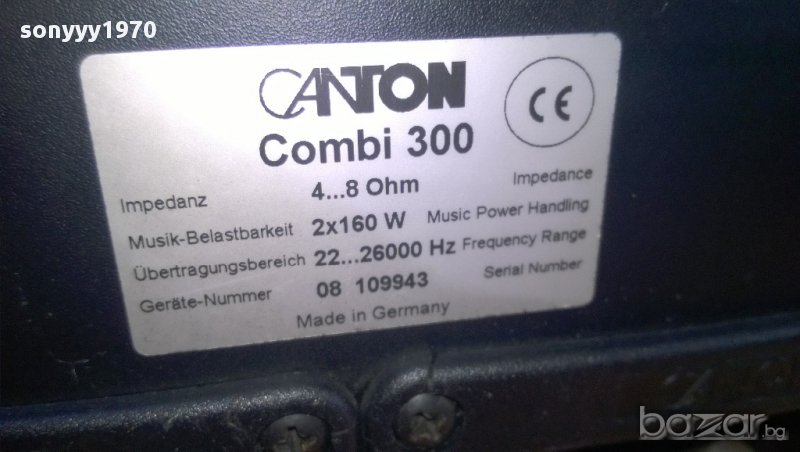 sonyyy1970
CANTON
CE
Combi 300
Impedanz 4...8 Ohm Impedance
Musik-Belastbarkeit 2x160 W Music Power Handling
Übertragungsbereich 22...26000 Hz Frequency Range
Geräte-Nummer 08 109943 Serial Number
Made in Germany
bazar.bg